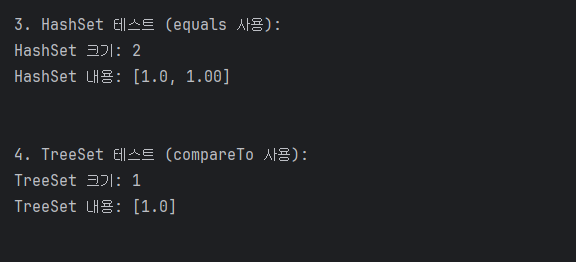 3. HashSet 테스트 (equals 사용):
HashSet 크기: 2
HashSet 내용: [1.0, 1.00]
4. TreeSet 테스트 (compareTo 사용):
TreeSet 크기: 1
TreeSet 내용: [1.0]